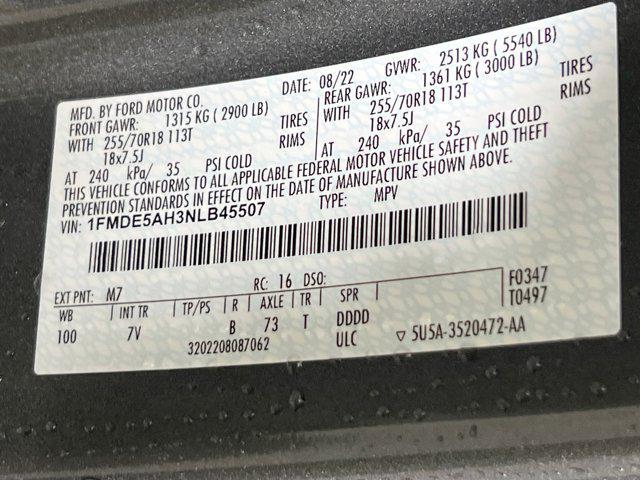 MFD. BY FORD MOTOR CO.
DATE: 08/22 GVWR: 2513 KG ( 5540 LB)
FRONT GAWR: 1315 KG ( 2900 LB)
REAR GAWR: 1361 KG ( 3000 LB)
WITH 255/70R18 113T TIRES
WITH 255/70R18 113T TIRES
18x7.5J RIMS
18x7.5J RIMS
AT 240 kPa/ 35 PSI COLD
AT 240 kPa/ 35 PSI COLD
THIS VEHICLE CONFORMS TO ALL APPLICABLE FEDERAL MOTOR VEHICLE SAFETY AND THEFT
PREVENTION STANDARDS IN EFFECT ON THE DATE OF MANUFACTURE SHOWN ABOVE.
VIN: 1FMDE5AH3NLB45507 TYPE: MPV
EXT PNT: M7 RC: 16 DSO: F0347
WB INT TR TP/PS R AXLE TR SPR T0497
100 7V B 73 T DDDD
3202208087062 ULC ▽ 5U5A-3520472-AA